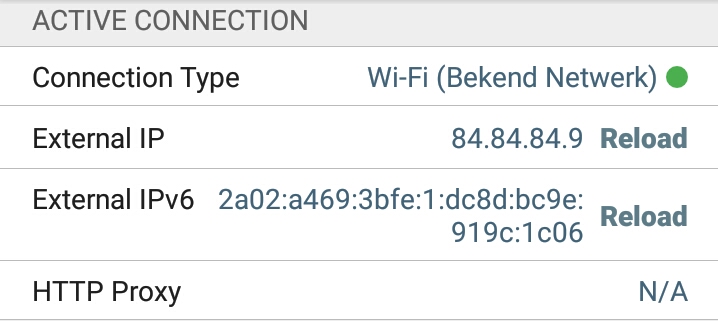 ACTIVE CONNECTION
Connection Type Wi-Fi (Bekend Netwerk)
External IP 84.84.84.9 Reload
External IPv6 2a02:a469:3bfe:1:dc8d:bc9e:
919c:1c06 Reload
HTTP Proxy N/A